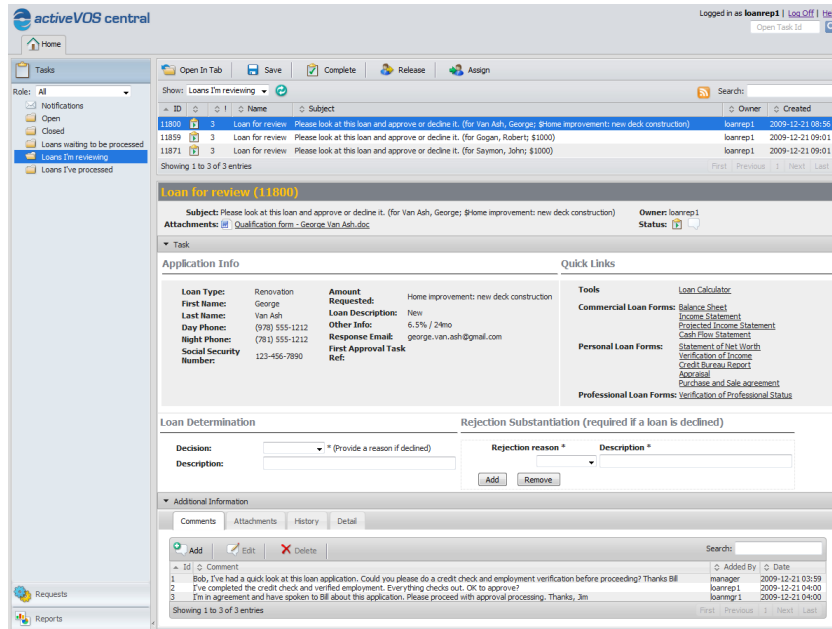 activeVOS central
Logged in as loanrep1 | Log Off | He
Open Task Id
Home
Tasks
Role: All
Notifications
Open
Closed
Loans waiting to be processed
Loans I'm reviewing
Loans I've processed
Requests
Reports
Open In Tab Save Complete Release Assign
Show: Loans I'm reviewing Search:
ID ! Name Subject Owner Created
11800 3 Loan for review Please look at this loan and approve or decline it. (for Van Ash, George; $Home improvement: new deck construction) loanrep1 2009-12-21 08:56
11859 3 Loan for review Please look at this loan and approve or decline it. (for Gogan, Robert; $1000) loanrep1 2009-12-21 09:01
11871 3 Loan for review Please look at this loan and approve or decline it. (for Saymon, John; $1000) loanrep1 2009-12-21 09:01
Showing 1 to 3 of 3 entries First Previous 1 Next Last
Loan for review (11800)
Subject: Please look at this loan and approve or decline it. (for Van Ash, George; $Home improvement: new deck construction) Owner: loanrep1
Attachments: Qualification form - George Van Ash.doc Status:
Task
Application Info
Loan Type: Renovation
First Name: George
Last Name: Van Ash
Day Phone: (978) 555-1212
Night Phone: (781) 555-1212
Social Security
Number: 123-456-7890
Amount
Requested: Home improvement: new deck construction
Loan Description: New
Other Info: 6.5% / 24mo
Response Email: george.van.ash@gmail.com
First Approval Task
Ref:
Quick Links
Tools Loan Calculator
Commercial Loan Forms: Balance Sheet
Income Statement
Projected Income Statement
Cash Flow Statement
Personal Loan Forms: Statement of Net Worth
Verification of Income
Credit Bureau Report
Appraisal
Purchase and Sale agreement
Professional Loan Forms: Verification of Professional Status
Loan Determination
Decision: * (Provide a reason if declined)
Description:
Rejection Substantiation (required if a loan is declined)
Rejection reason * Description *
Add Remove
Additional Information
Comments Attachments History Detail
Add Edit Delete Search:
Id Comment Added By Date
1 Bob, I've had a quick look at this loan application. Could you please do a credit check and employment verification before proceeding? Thanks Bill manager 2009-12-21 03:59
2 I've completed the credit check and verified employment. Everything checks out. OK to approve? loanrep1 2009-12-21 04:00
3 I'm in agreement and have spoken to Bill about this application. Please proceed with approval processing. Thanks, Jim loanmgr1 2009-12-21 04:00
Showing 1 to 3 of 3 entries First Previous 1 Next Last